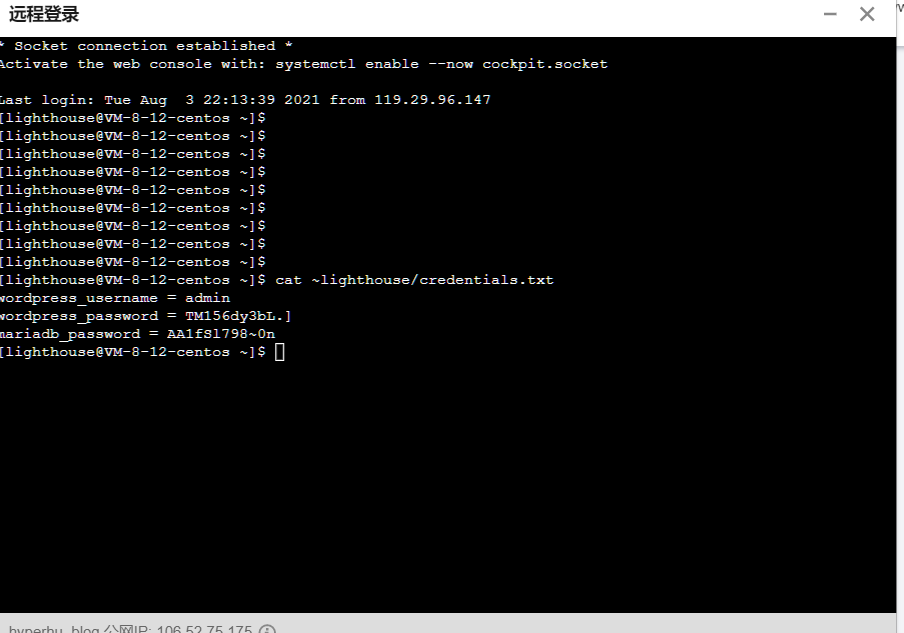 远程登录
* Socket connection established *
Activate the web console with: systemctl enable --now cockpit.socket
Last login: Tue Aug  3 22:13:39 2021 from 119.29.96.147
[lighthouse@VM-8-12-centos ~]$
[lighthouse@VM-8-12-centos ~]$
[lighthouse@VM-8-12-centos ~]$
[lighthouse@VM-8-12-centos ~]$
[lighthouse@VM-8-12-centos ~]$
[lighthouse@VM-8-12-centos ~]$
[lighthouse@VM-8-12-centos ~]$
[lighthouse@VM-8-12-centos ~]$
[lighthouse@VM-8-12-centos ~]$
[lighthouse@VM-8-12-centos ~]$ cat ~lighthouse/credentials.txt
wordpress_username = admin
wordpress_password = TM156dy3bL.]
mariadb_password = AA1fSl798~0n
[lighthouse@VM-8-12-centos ~]$
hyperhu_blog 公网IP: 106.52.75.175